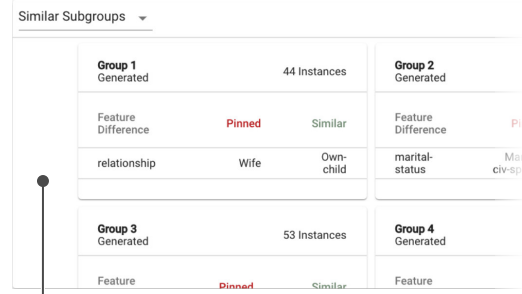 Similar Subgroups
Group 1
Generated
44 Instances
Feature
Difference
Pinned
Similar
relationship
Wife
Own-
child
Group 2
Generated
Feature
Difference
marital-
status
Group 3
Generated
53 Instances
Feature
Pinned
Similar
Group 4
Generated
Feature